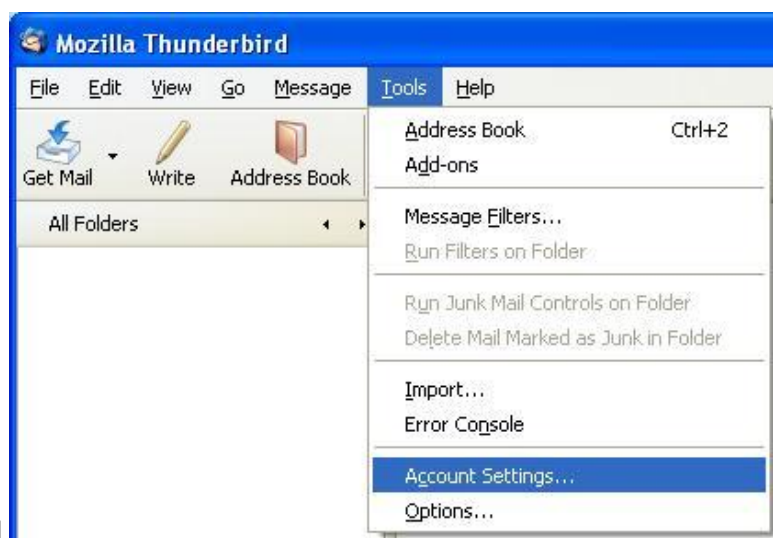 Mozilla Thunderbird
File Edit View Go Message Tools Help
Get Mail Write Address Book
All Folders
Address Book Ctrl+2
Add-ons
Message Filters...
Run Filters on Folder
Run Junk Mail Controls on Folder
Delete Mail Marked as Junk in Folder
Import...
Error Console
Account Settings...
Options...